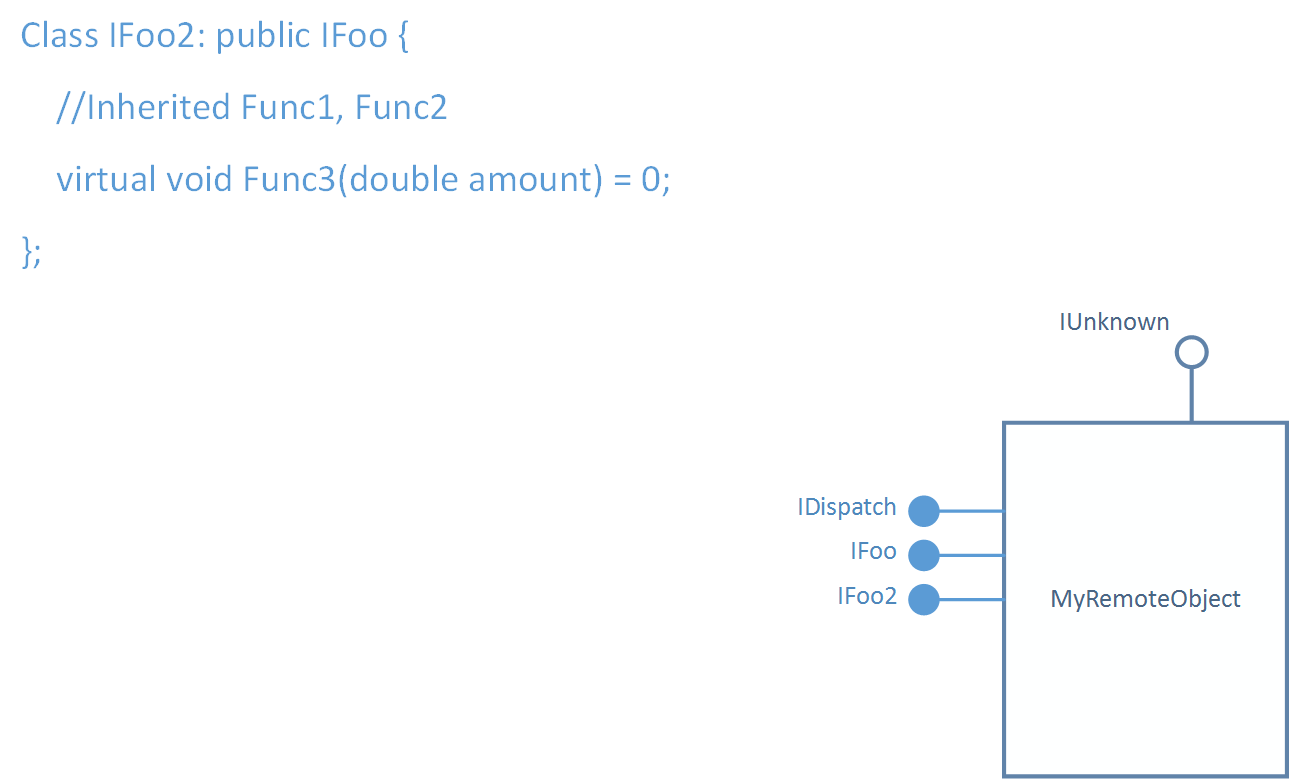 Class IFoo2: public IFoo {
//Inherited Func1, Func2
virtual void Func3(double amount) = 0;
};
IUnknown
IDispatch
IFoo
IFoo2
MyRemoteObject